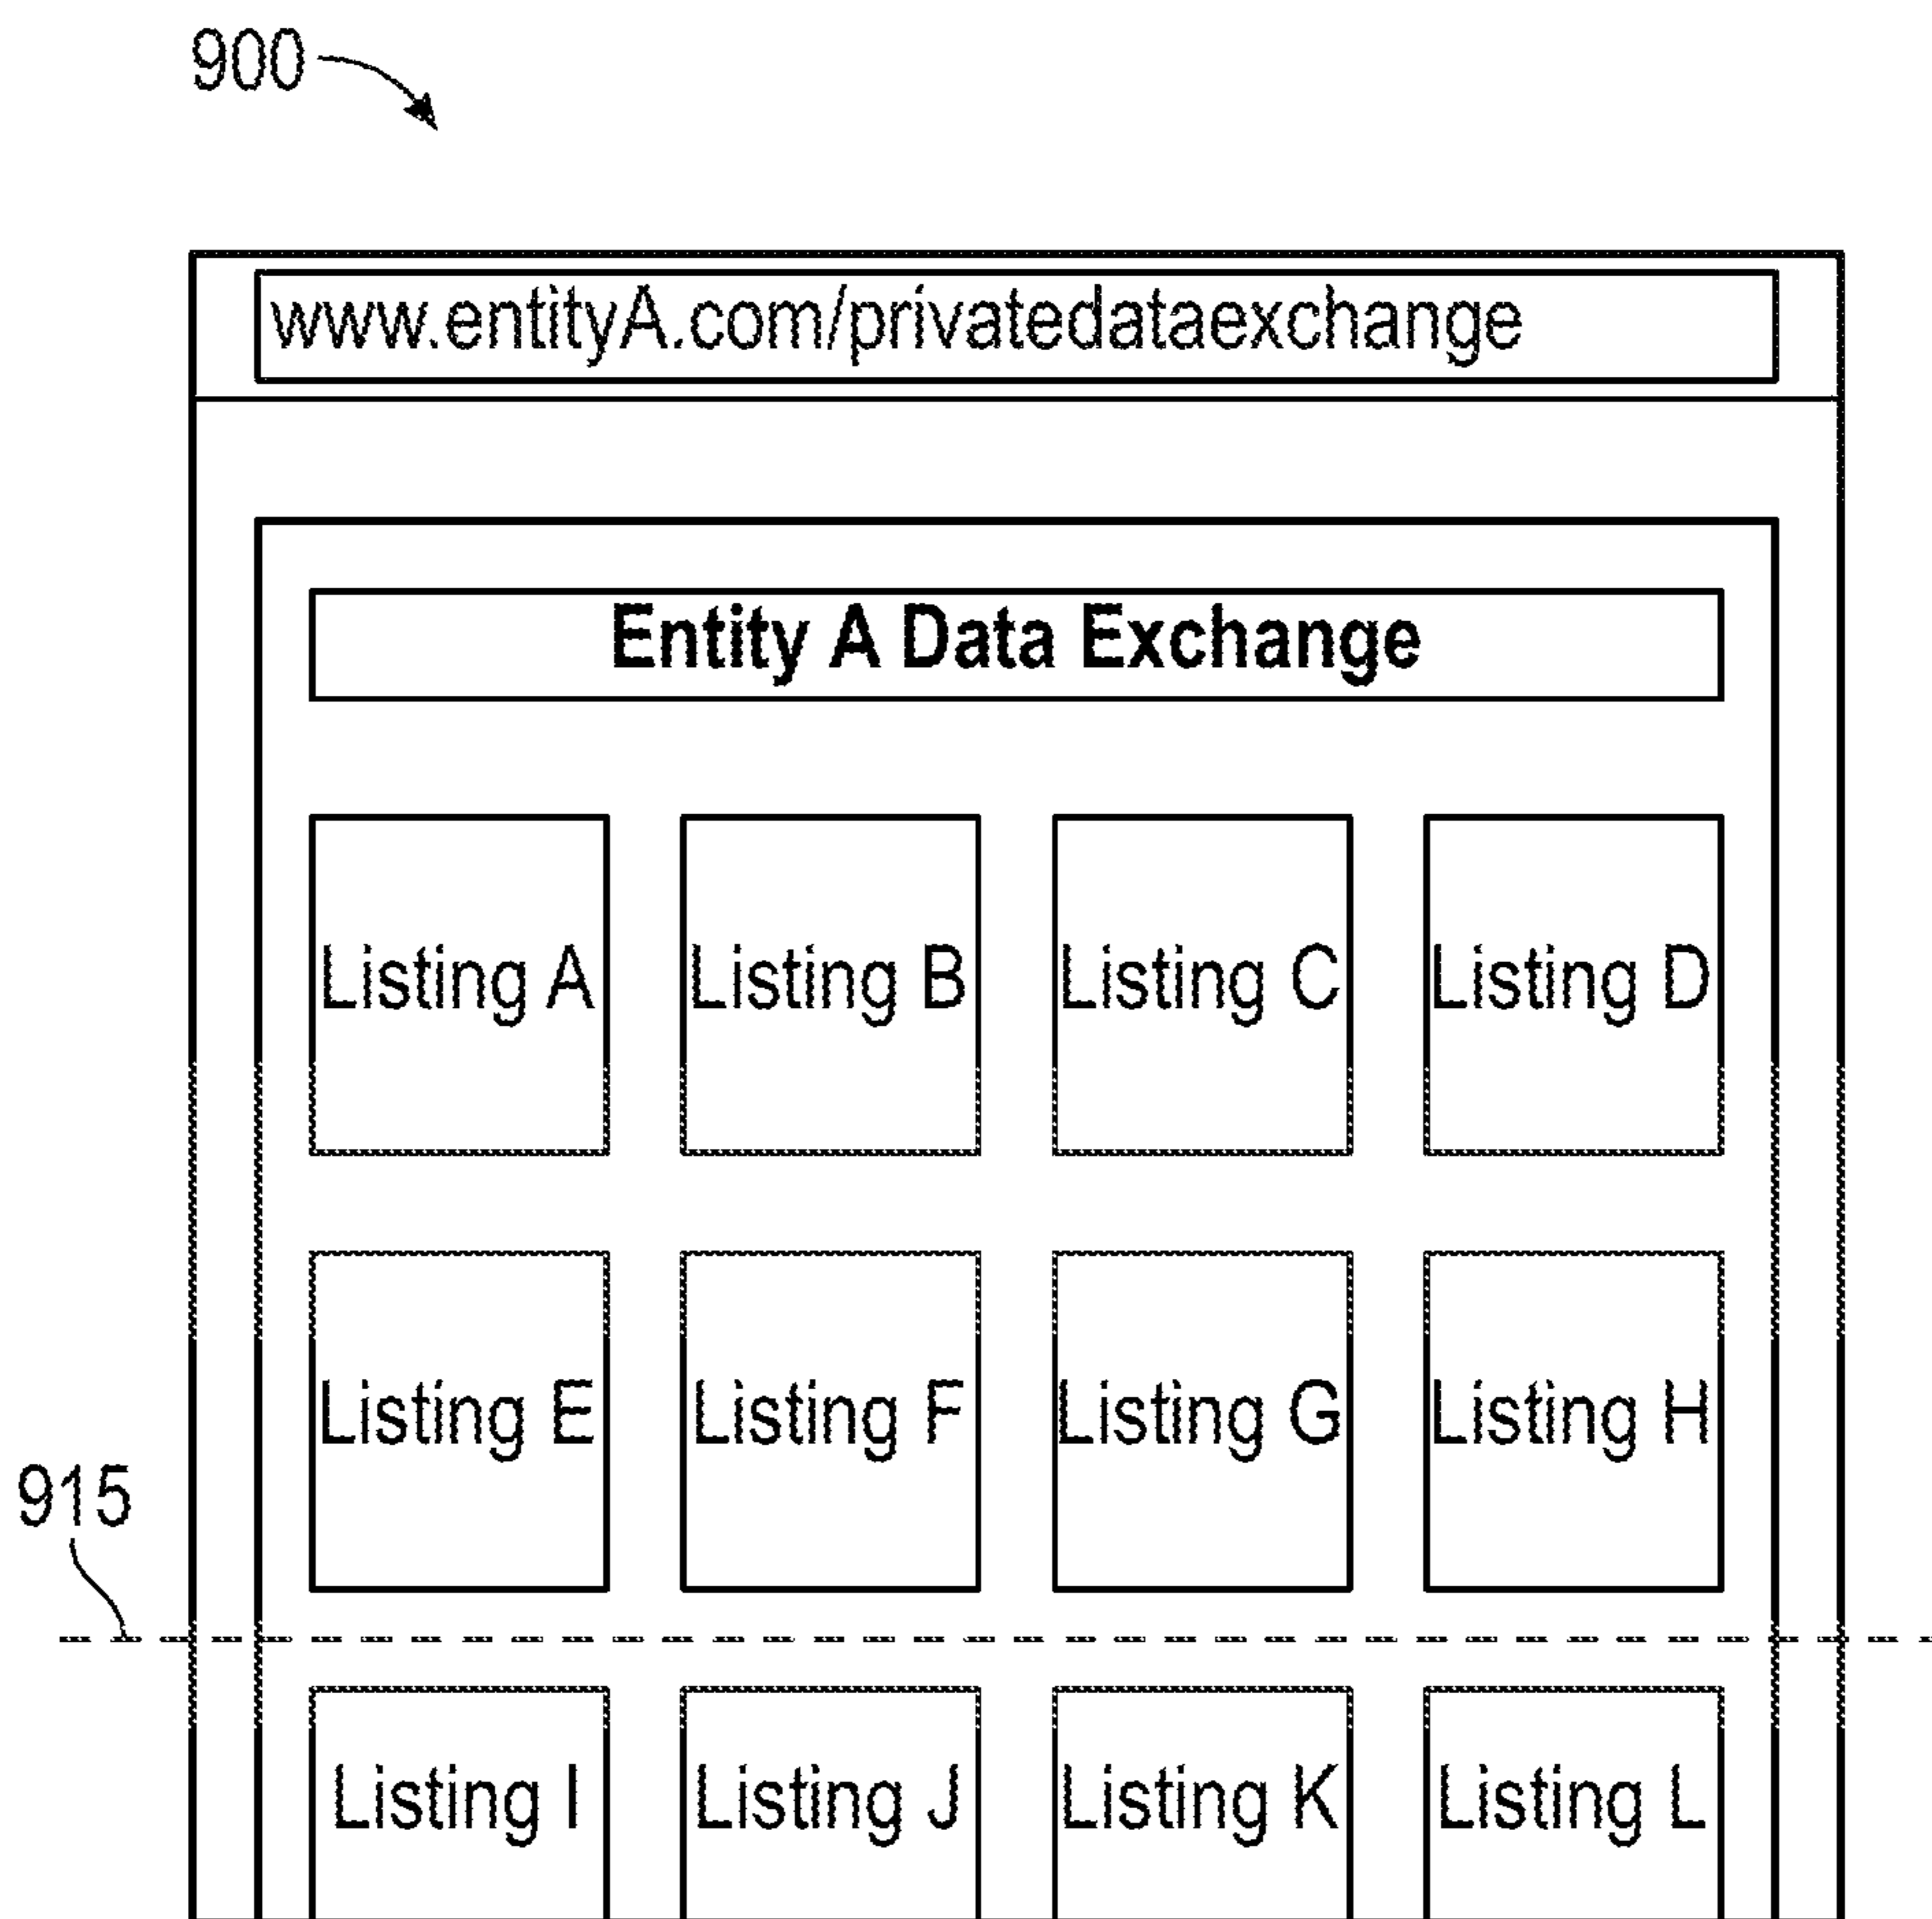 900
www.entityA.com/privatedataexchange
Entity A Data Exchange
Listing A Listing B Listing C Listing D
Listing E Listing F Listing G Listing H
915
Listing I Listing J Listing K Listing L